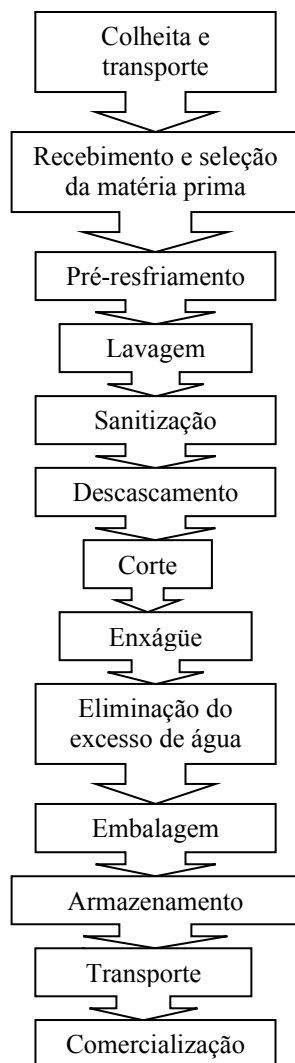 Colheita e
transporte
Recebimento e seleção
da matéria prima
Pré-resfriamento
Lavagem
Sanitização
Descascamento
Corte
Enxágüe
Eliminação do
excesso de água
Embalagem
Armazenamento
Transporte
Comercialização